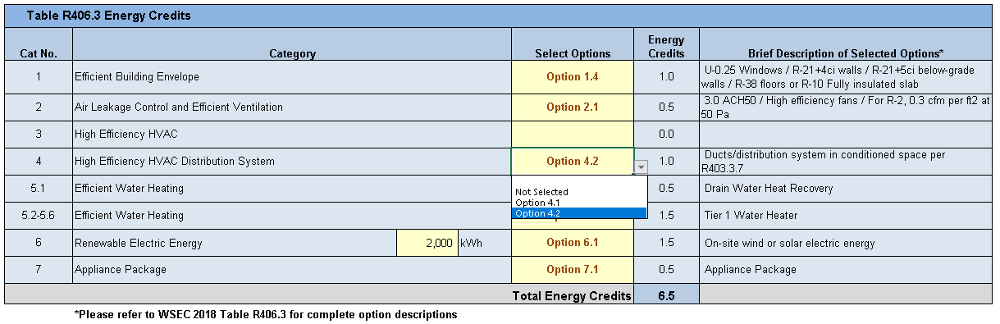 Table R406.3 Energy Credits
Cat No. Category Select Options Energy Credits Brief Description of Selected Options*
1 Efficient Building Envelope Option 1.4 1.0 U-0.25 Windows / R-21+4ci walls / R-21+5ci below-grade
walls / R-38 floors or R-10 Fully insulated slab
2 Air Leakage Control and Efficient Ventilation Option 2.1 0.5 3.0 ACH50 / High efficiency fans / For R-2, 0.3 cfm per ft2 at
50 Pa
3 High Efficiency HVAC 0.0
4 High Efficiency HVAC Distribution System Option 4.2 1.0 Ducts/distribution system in conditioned space per
R403.3.7
Not Selected
Option 4.1
Option 4.2
5.1 Efficient Water Heating 0.5 Drain Water Heat Recovery
5.2-5.6 Efficient Water Heating 1.5 Tier 1 Water Heater
6 Renewable Electric Energy 2,000 kWh Option 6.1 1.5 On-site wind or solar electric energy
7 Appliance Package Option 7.1 0.5 Appliance Package
Total Energy Credits 6.5
*Please refer to WSEC 2018 Table R406.3 for complete option descriptions